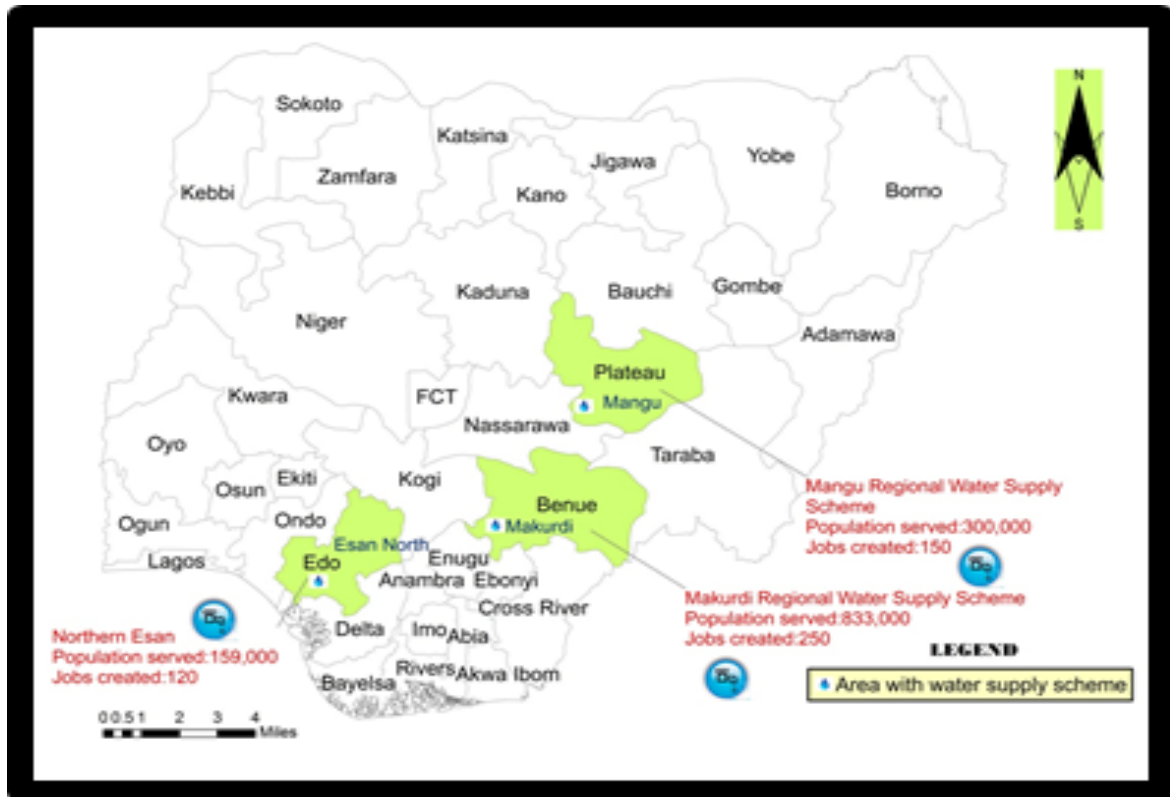 N
S
Sokoto
Katsina
Jigawa
Yobe
Borno
Zamfara
Kebbi
Kano
Kaduna
Bauchi
Gombe
Niger
Adamawa
Plateau
FCT
Mangu
Kwara
Nassarawa
Oyo
Taraba
Ekiti
Kogi
Osun
Benue
Ogun
Ondo
Makurdi
Esan North
Lagos
Edo
Enugu
Anambra
Ebonyi
Cross River
Delta
Imo
Abia
Rivers
Akwa Ibom
Bayelsa
Mangu Regional Water Supply
Scheme
Population served:300,000
Jobs created:150
Makurdi Regional Water Supply Scheme
Population served:833,000
Jobs created:250
Northern Esan
Population served:159,000
Jobs created:120
LEGEND
Area with water supply scheme
0 0.5 1 2 3 4
Miles